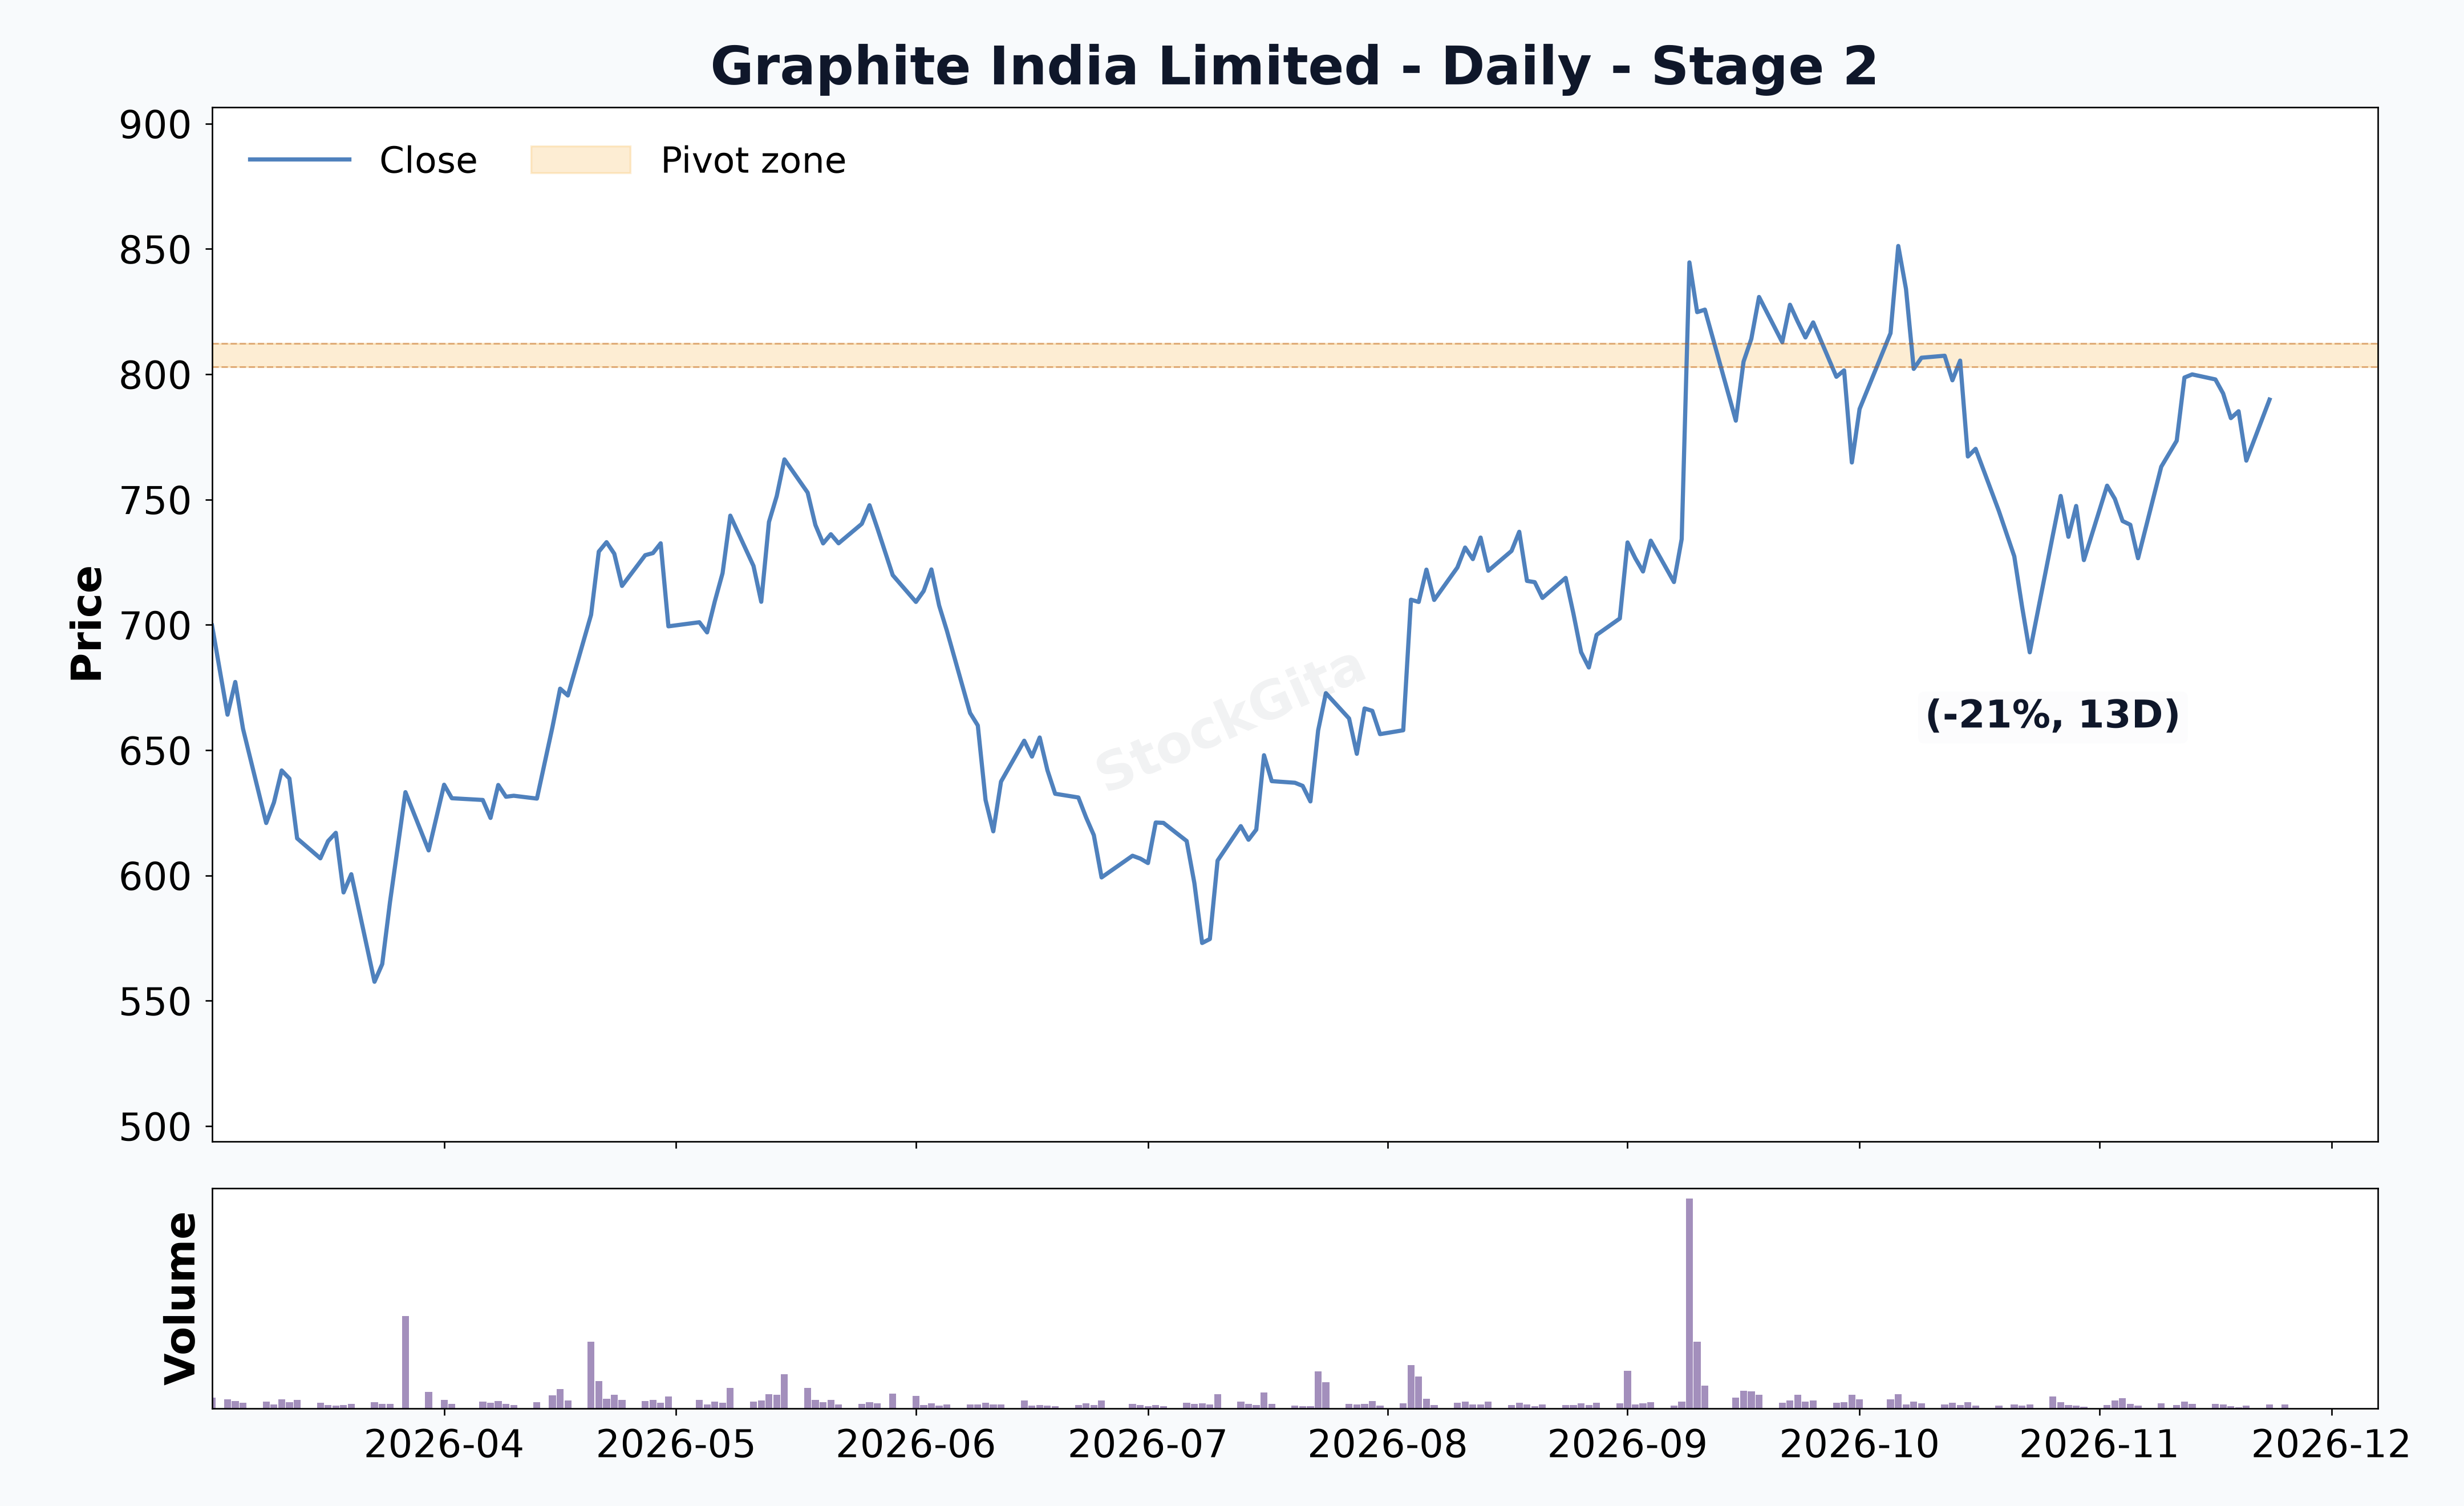 Graphite India Limited - Daily - Stage 2
Close
Pivot zone
900
850
800
750
700
650
600
550
500
Price
StockGita
(-21%, 13D)
Volume
2026-04
2026-05
2026-06
2026-07
2026-08
2026-09
2026-10
2026-11
2026-12